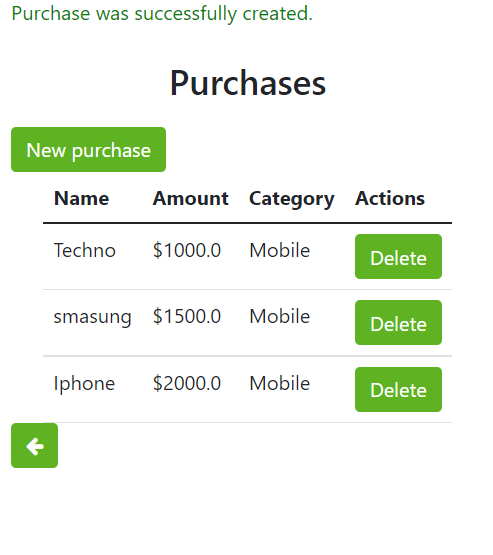 Purchase was successfully created.
Purchases
New purchase
Name Amount Category Actions
Techno $1000.0 Mobile Delete
smasung $1500.0 Mobile Delete
Iphone $2000.0 Mobile Delete